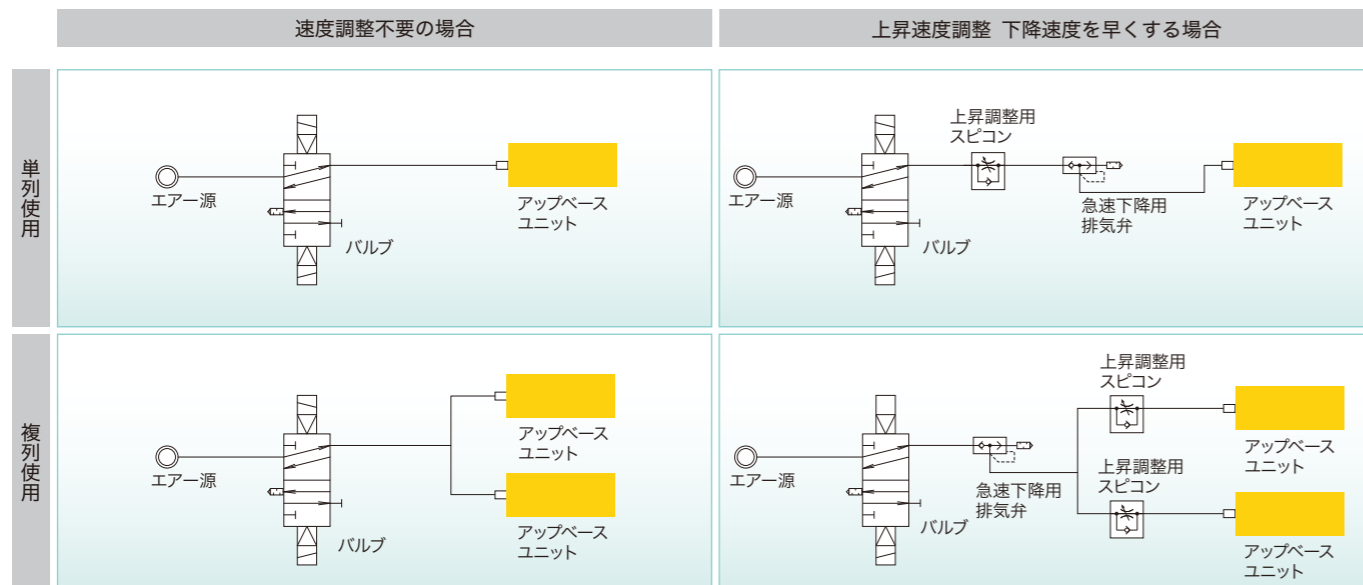 速度調整不要の場合
上昇速度調整 下降速度を早くする場合
単列使用
エアー源
バルブ
アップベース
ユニット
エアー源
バルブ
上昇調整用
スピコン
急速下降用
排気弁
アップベース
ユニット
複列使用
エアー源
バルブ
アップベース
ユニット
アップベース
ユニット
エアー源
バルブ
急速下降用
排気弁
上昇調整用
スピコン
アップベース
ユニット
上昇調整用
スピコン
アップベース
ユニット